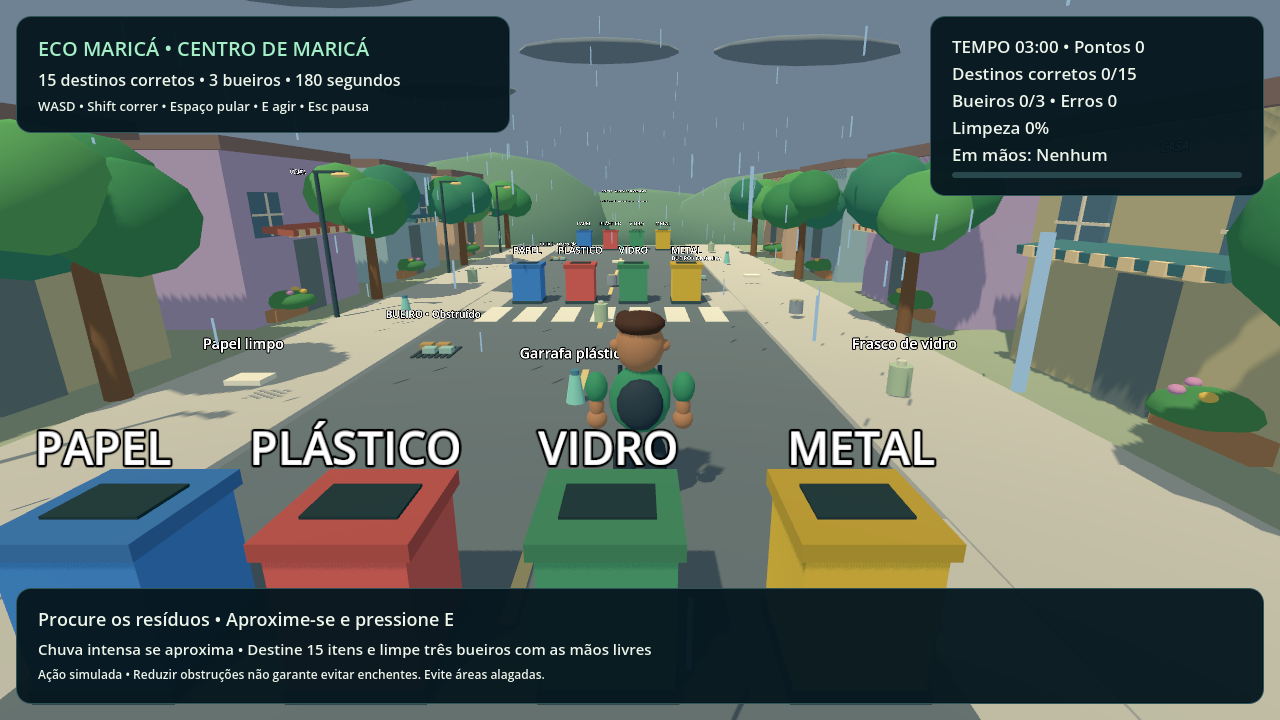 ECO MARICÁ • CENTRO DE MARICÁ
15 destinos corretos • 3 bueiros • 180 segundos
WASD • Shift correr • Espaço pular • E agir • Esc pausa
TEMPO 03:00 • Pontos 0
Destinos corretos 0/15
Bueiros 0/3 • Erros 0
Limpeza 0%
Em mãos: Nenhum
PAPEL
PLÁSTICO
VIDRO
METAL
BUEIRO • Obstruído
Papel limpo
Garrafa plástic
Frasco de vidro
PAPEL
PLÁSTICO
VIDRO
METAL
Procure os resíduos • Aproxime-se e pressione E
Chuva intensa se aproxima • Destine 15 itens e limpe três bueiros com as mãos livres
Ação simulada • Reduzir obstruções não garante evitar enchentes. Evite áreas alagadas.